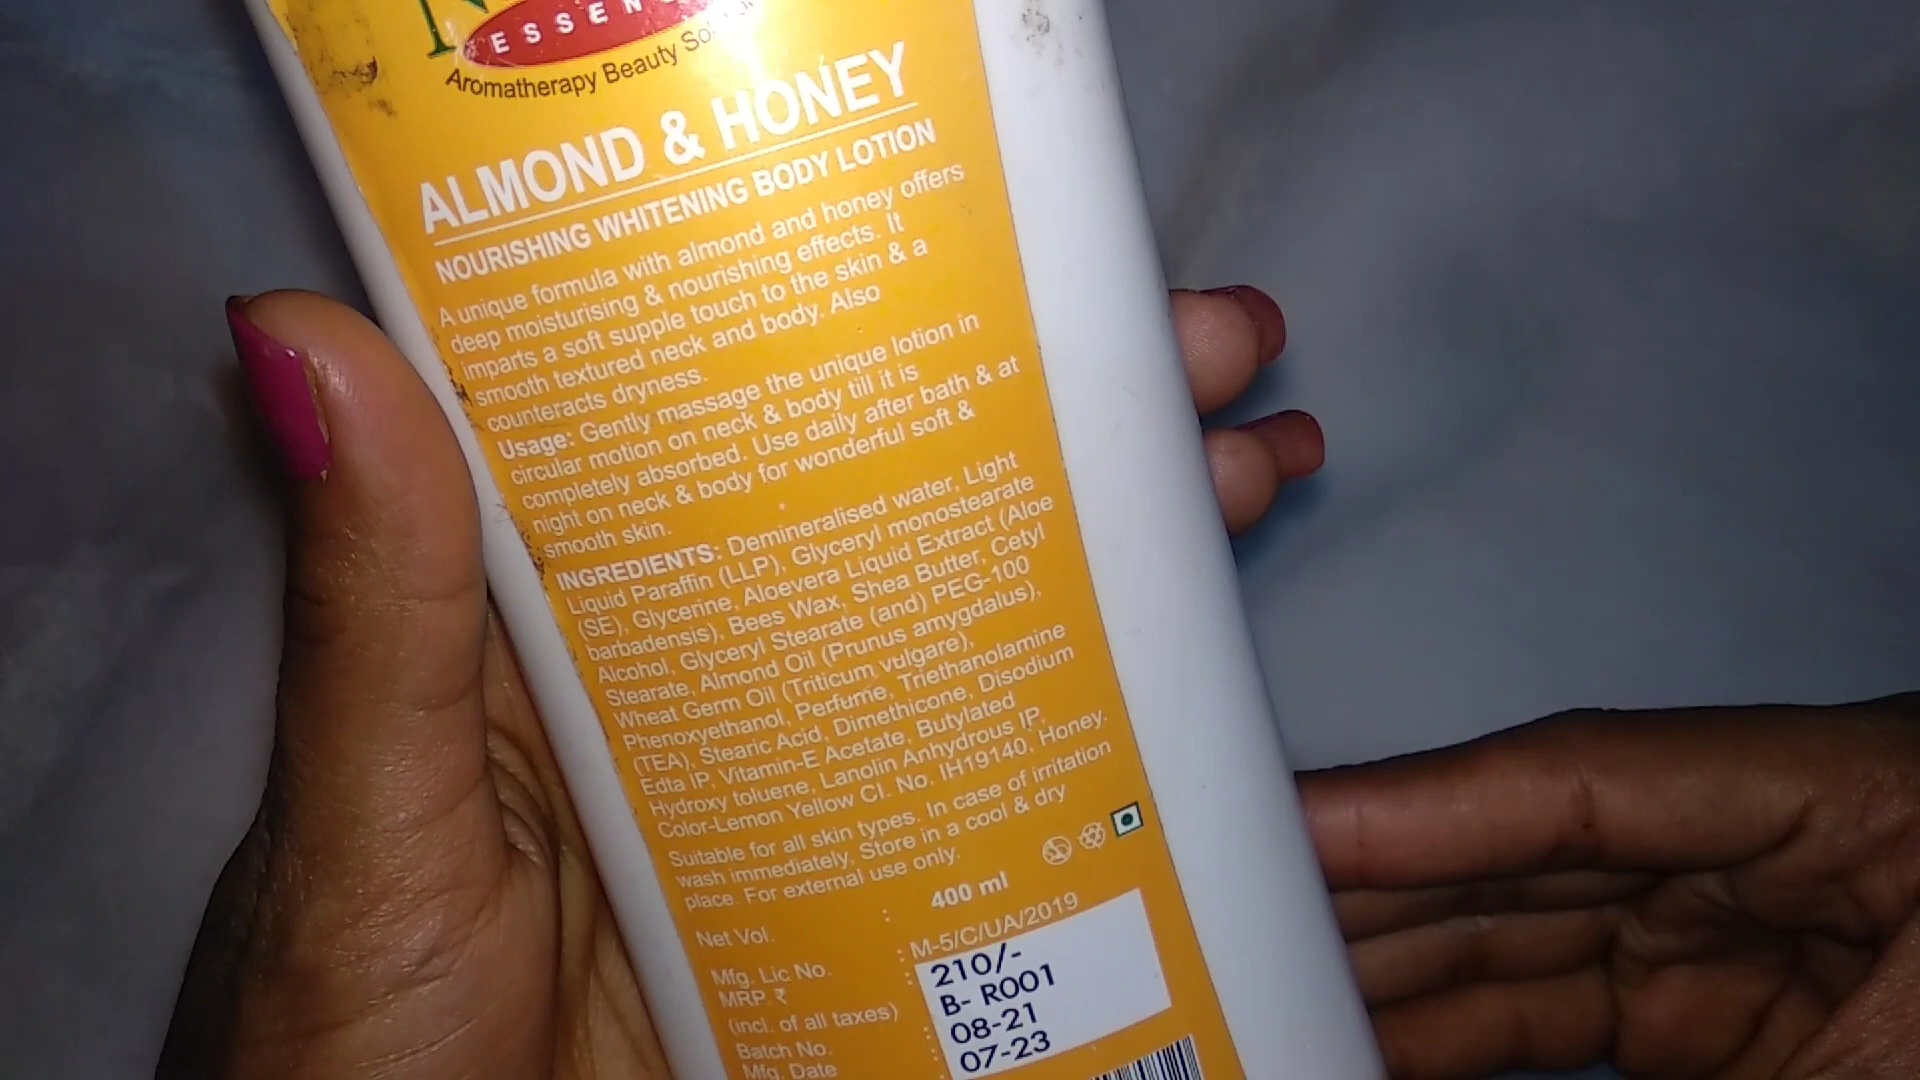 ESSEN
Aromatherapy Beauty
ALMOND & HONEY
NOURISHING WHITENING BODY LOTION
A unique formula with almond and honey offers
deep moisturising & nourishing effects. It
imparts a soft supple touch to the skin & a
smooth textured neck and body. Also
counteracts dryness.
Usage: Gently massage the unique lotion in
circular motion on neck & body till it is
completely absorbed. Use daily after bath & at
night on neck & body for wonderful soft &
smooth skin.
INGREDIENTS: Demineralised water, Light
Liquid Paraffin (LLP), Glyceryl monostearate
(SE), Glycerine, Aloevera Liquid Extract (Aloe
barbadensis), Bees Wax, Shea Butter, Cetyl
Alcohol, Glyceryl Stearate (and) PEG-100
Stearate, Almond Oil (Prunus amygdalus),
Wheat Germ Oil (Triticum vulgare),
Phenoxyethanol, Perfume, Triethanolamine
(TEA), Stearic Acid, Dimethicone, Disodium
Edta IP, Vitamin-E Acetate, Butylated
Hydroxy toluene, Lanolin Anhydrous IP,
Color-Lemon Yellow CI. No. IH19140, Honey.
Suitable for all skin types. In case of irritation
wash immediately, Store in a cool & dry
place. For external use only.
Net Vol. : 400 ml
Mfg. Lic No. : M-5/C/UA/2019
MRP. ₹ : 210/-
(incl. of all taxes)
Batch No. : B- R001
Mfg. Date : 08-21
07-23